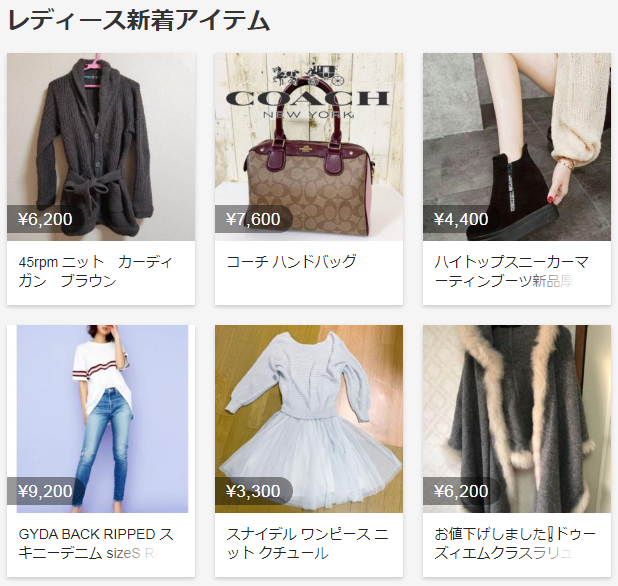 レディース新着アイテム
COACH
NEW YORK
¥6,200
¥7,600
¥4,400
45rpm ニット　カーディ
ガン　ブラウン
コーチ ハンドバッグ
ハイトップスニーカーマ
ーティンブーツ新品厚
¥9,200
¥3,300
¥6,200
GYDA BACK RIPPED ス
キニーデニム sizeS RA
スナイデル ワンピース ニ
ット クチュール
お値下げしました‼️ドゥー
ズィエムクラスラリュ